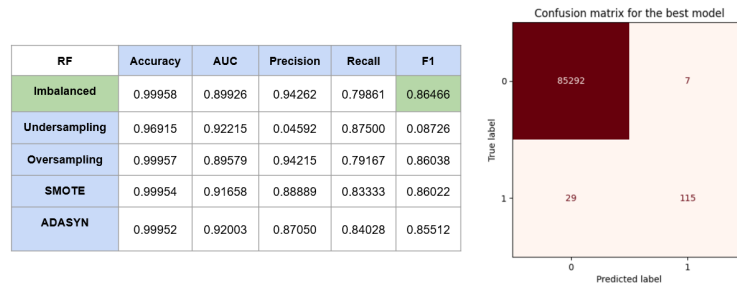 RF Accuracy AUC Precision Recall F1
Imbalanced 0.99958 0.89926 0.94262 0.79861 0.86466
Undersampling 0.96915 0.92215 0.04592 0.87500 0.08726
Oversampling 0.99957 0.89579 0.94215 0.79167 0.86038
SMOTE 0.99954 0.91658 0.88889 0.83333 0.86022
ADASYN 0.99952 0.92003 0.87050 0.84028 0.85512
Confusion matrix for the best model
True label
0 85292 7
1 29 115
0 1
Predicted label